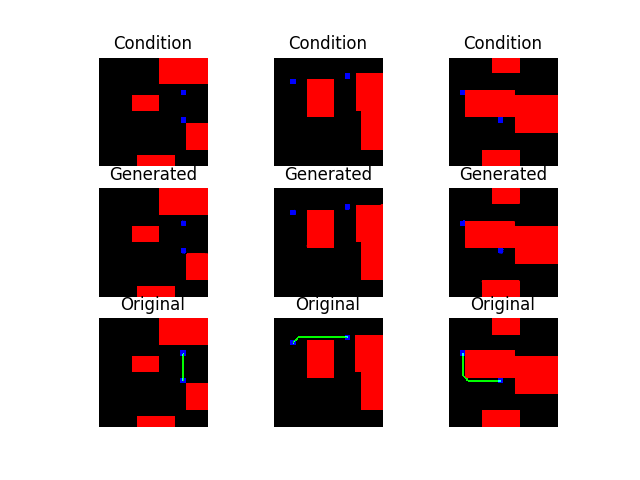 Condition Condition Condition
Generated Generated Generated
Original Original Original